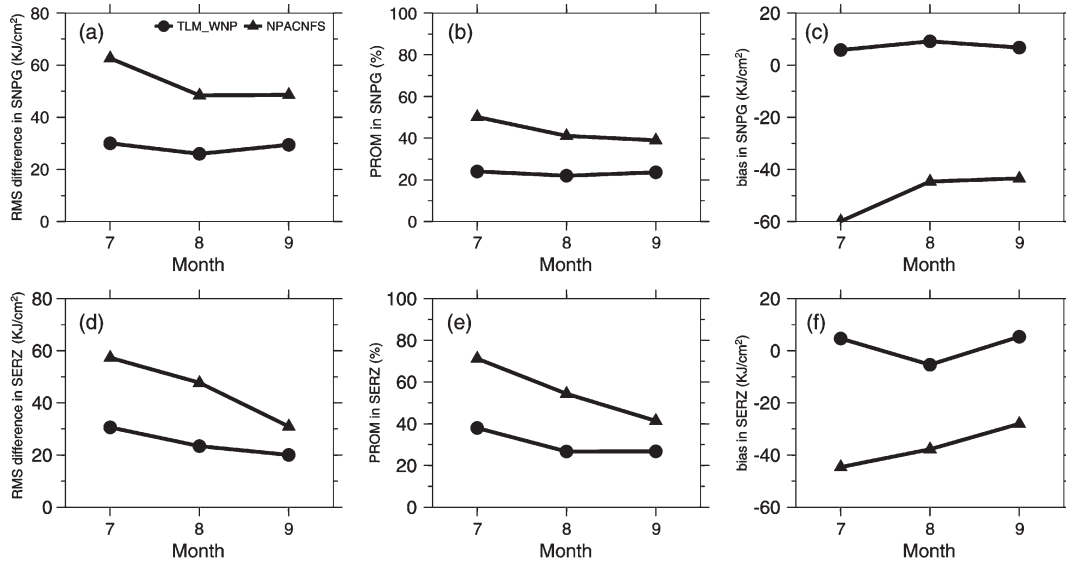 (a)
TLM_WNP NPACNFS
RMS difference in SNPG (KJ/cm²)
80
60
40
20
0
7 8 9
Month
(b)
PROM in SNPG (%)
100
80
60
40
20
0
7 8 9
Month
(c)
bias in SNPG (KJ/cm²)
20
0
-20
-40
-60
7 8 9
Month
(d)
RMS difference in SERZ (KJ/cm²)
80
60
40
20
0
7 8 9
Month
(e)
PROM in SERZ (%)
100
80
60
40
20
0
7 8 9
Month
(f)
bias in SERZ (KJ/cm²)
20
0
-20
-40
-60
7 8 9
Month